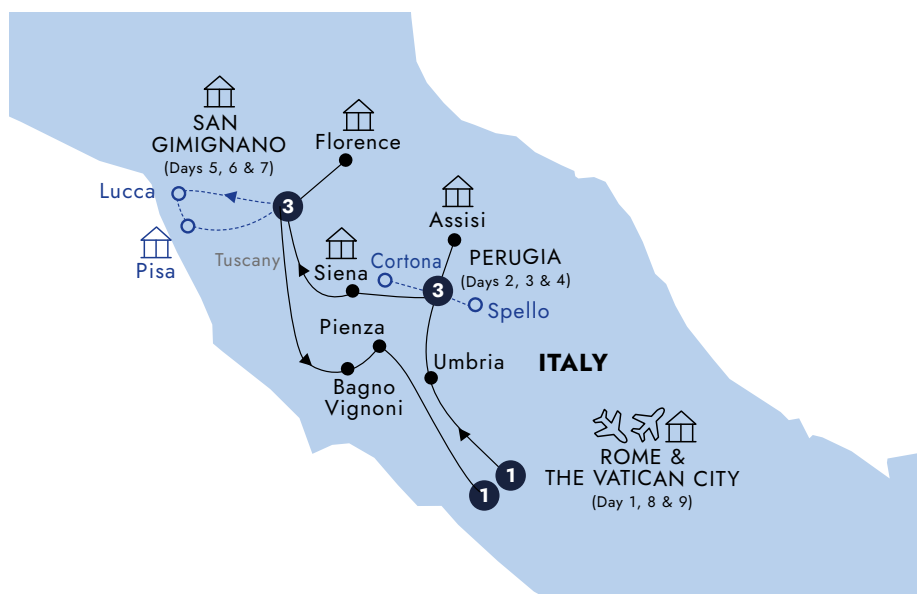 SAN
GIMIGNANO
(Days 5, 6 & 7)
Florence
Lucca
3
Assisi
Pisa
Tuscany
Siena
Cortona
PERUGIA
(Days 2, 3 & 4)
3
Spello
Pienza
Umbria
ITALY
Bagno
Vignoni
ROME &
THE VATICAN CITY
(Day 1, 8 & 9)
1
1